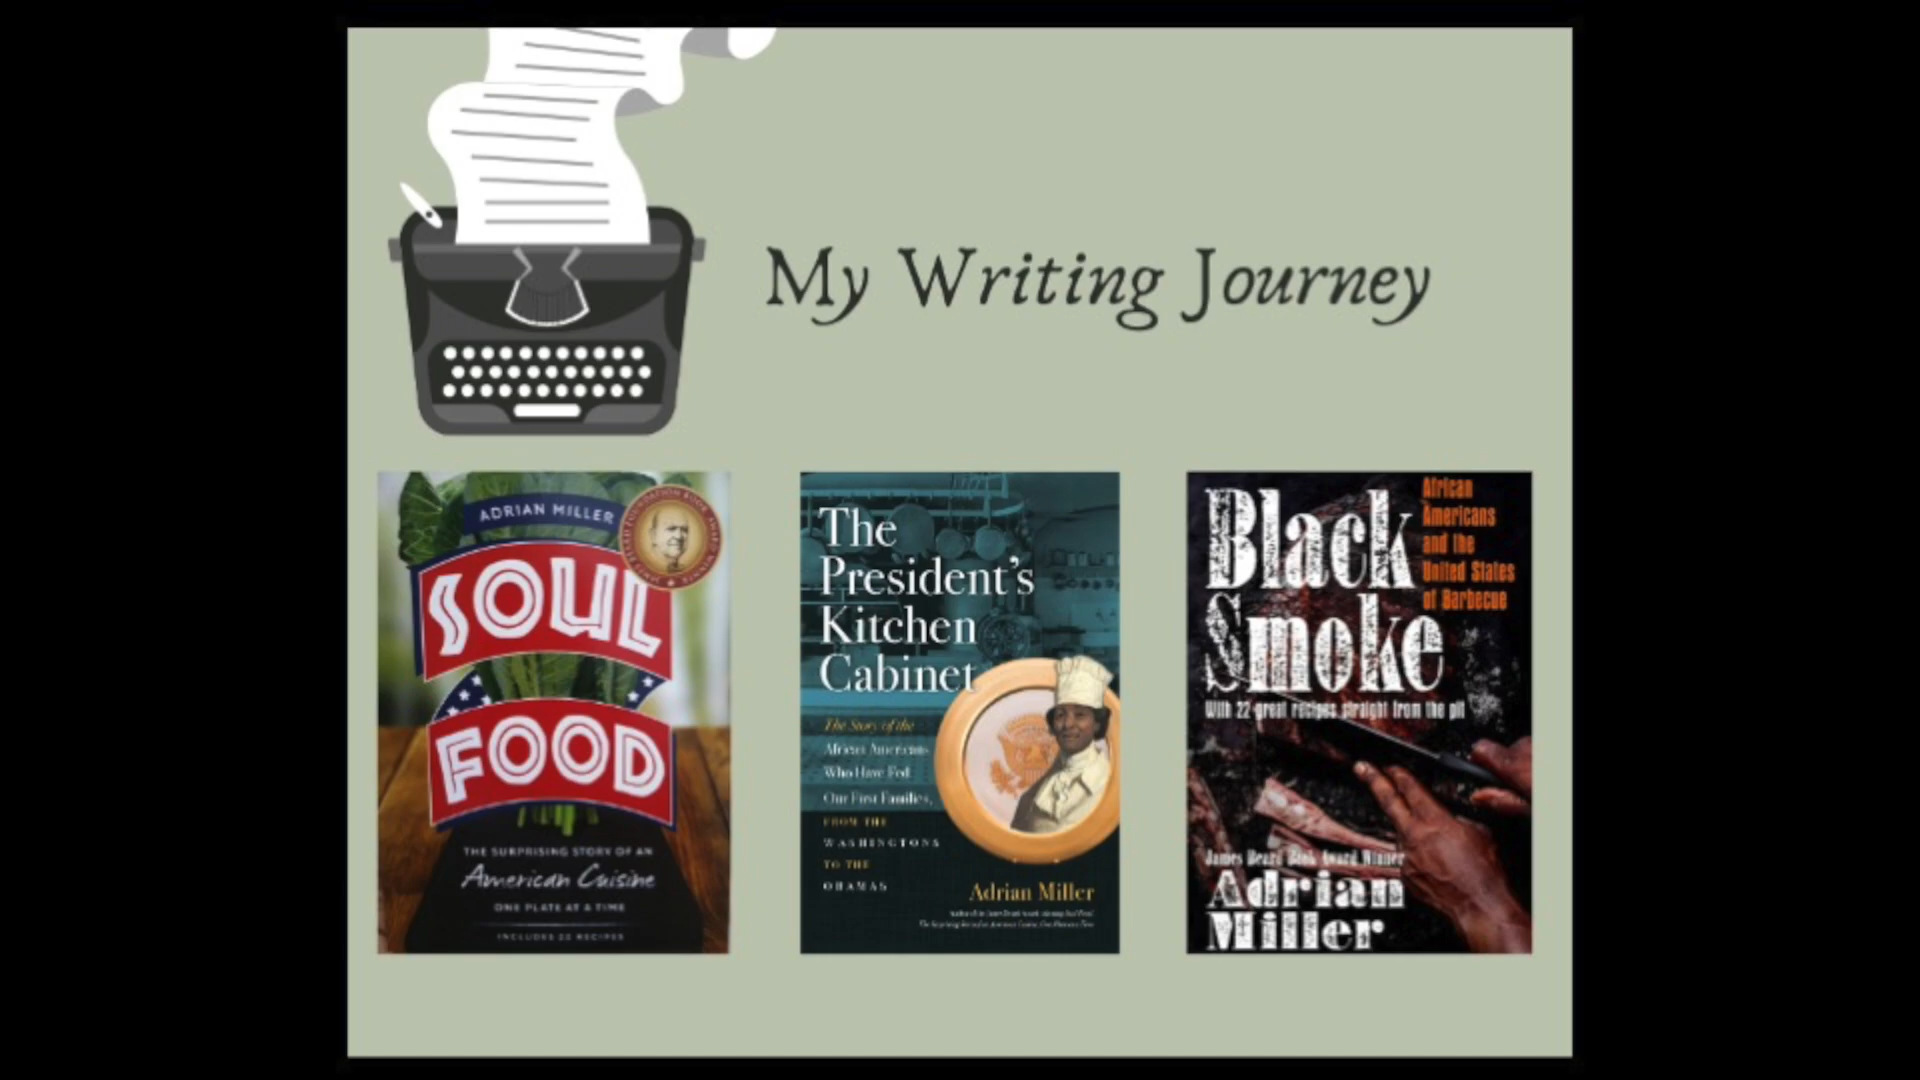 My Writing Journey
ADRIAN MILLER
SOUL
FOOD
THE SURPRISING STORY OF AN
American Cuisine
ONE PLATE AT A TIME
INCLUDES 22 RECIPES
The
President's
Kitchen
Cabinet
The Story of the
African Americans
Who Have Fed
Our First Families,
FROM THE
WASHINGTONS
TO THE
OBAMAS
Adrian Miller
Black
Smoke
African
Americans
and the
United States
of Barbecue
With 22 great recipes straight from the pit
James Beard Book Award Winner
Adrian
Miller